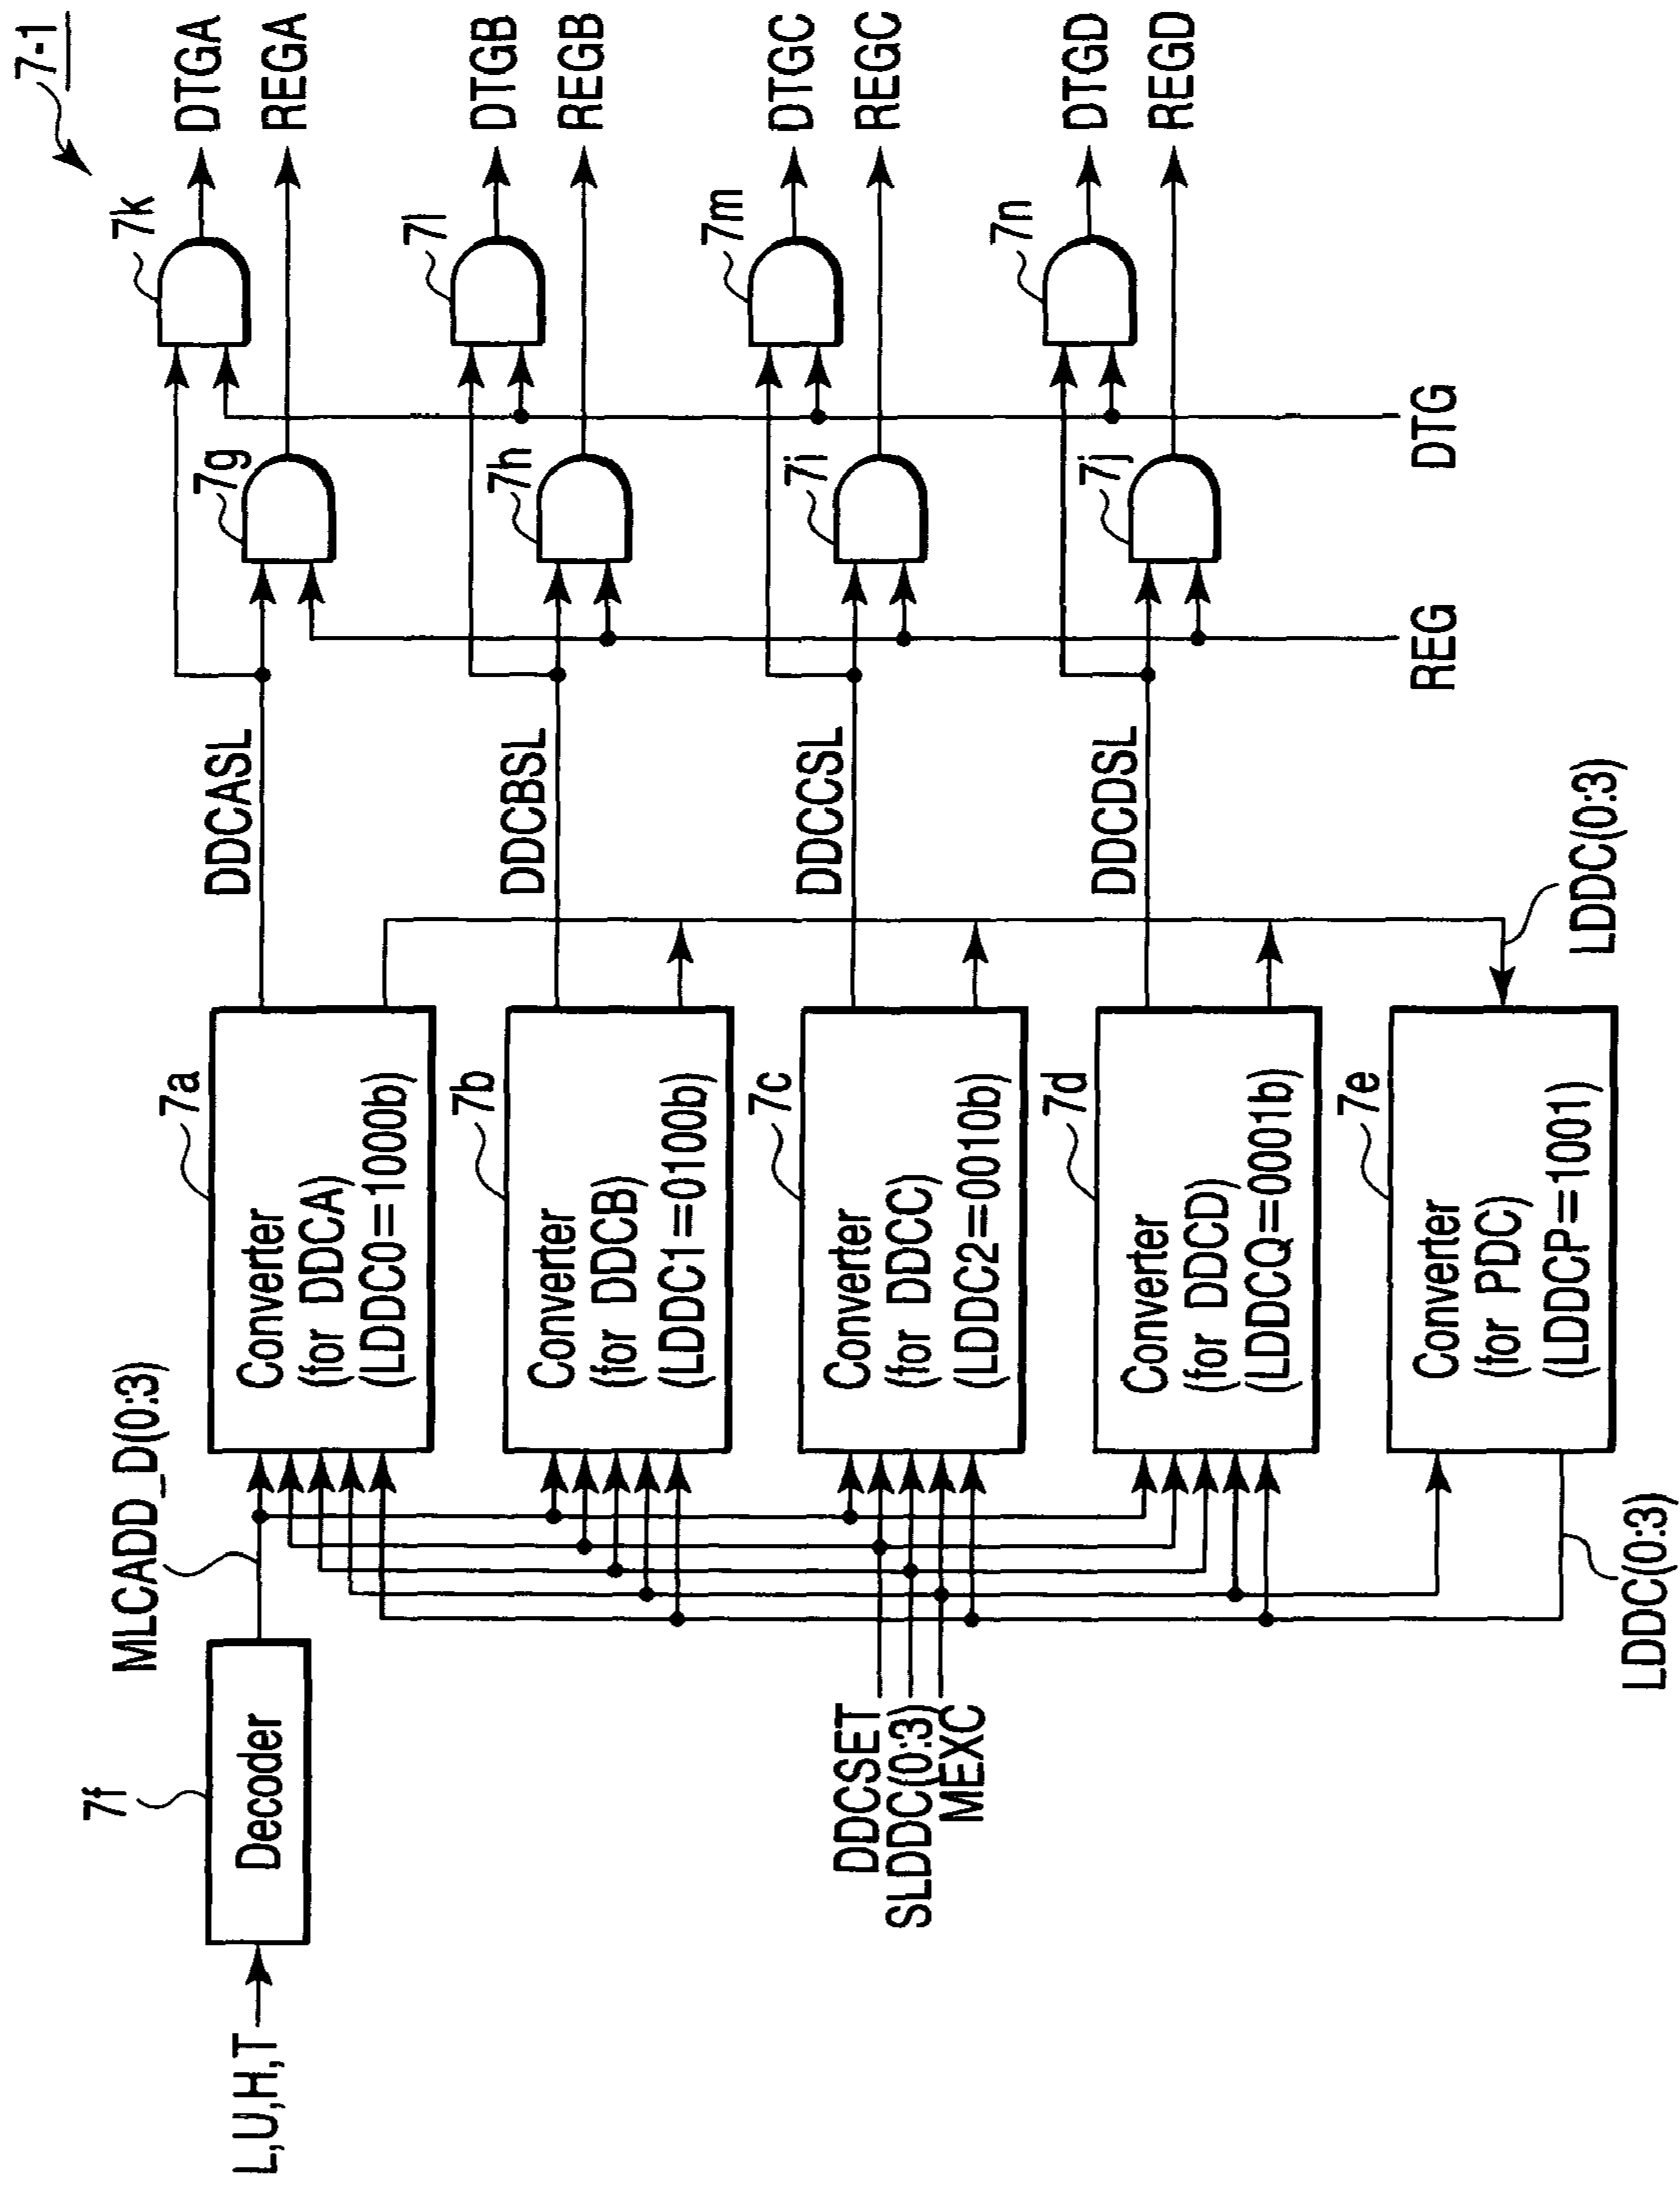 7-1
L,U,H,T
7f
Decoder
MLCADD_D(0:3)
DDCSET
SLDDC(0:3)
MEXC
LDDC(0:3)
7a
Converter
(for DDCA)
(LDDC0=1000b)
7b
Converter
(for DDCB)
(LDDC1=0100b)
7c
Converter
(for DDCC)
(LDDC2=0010b)
7d
Converter
(for DDCD)
(LDDCQ=0001b)
7e
Converter
(for PDC)
(LDDCP=1001)
LDDC(0:3)
DDCASL
DDCBSL
DDCCSL
DDCDSL
REG
DTG
7g
7h
7i
7j
7k
7l
7m
7n
DTGA
REGA
DTGB
REGB
DTGC
REGC
DTGD
REGD